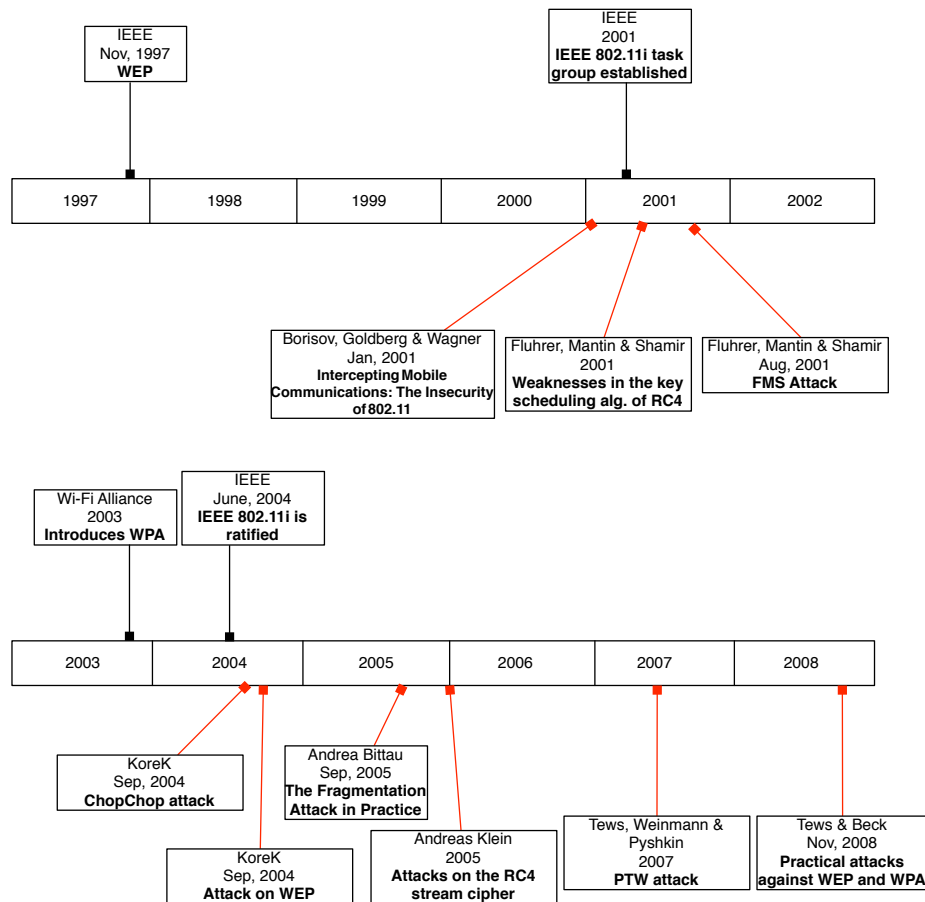 IEEE
Nov, 1997
WEP
IEEE
2001
IEEE 802.11i task
group established
1997
1998
1999
2000
2001
2002
Borisov, Goldberg & Wagner
Jan, 2001
Intercepting Mobile
Communications: The Insecurity
of 802.11
Fluhrer, Mantin & Shamir
2001
Weaknesses in the key
scheduling alg. of RC4
Fluhrer, Mantin & Shamir
Aug, 2001
FMS Attack
Wi-Fi Alliance
2003
Introduces WPA
IEEE
June, 2004
IEEE 802.11i is
ratified
2003
2004
2005
2006
2007
2008
KoreK
Sep, 2004
ChopChop attack
KoreK
Sep, 2004
Attack on WEP
Andrea Bittau
Sep, 2005
The Fragmentation
Attack in Practice
Andreas Klein
2005
Attacks on the RC4
stream cipher
Tews, Weinmann &
Pyshkin
2007
PTW attack
Tews & Beck
Nov, 2008
Practical attacks
against WEP and WPA